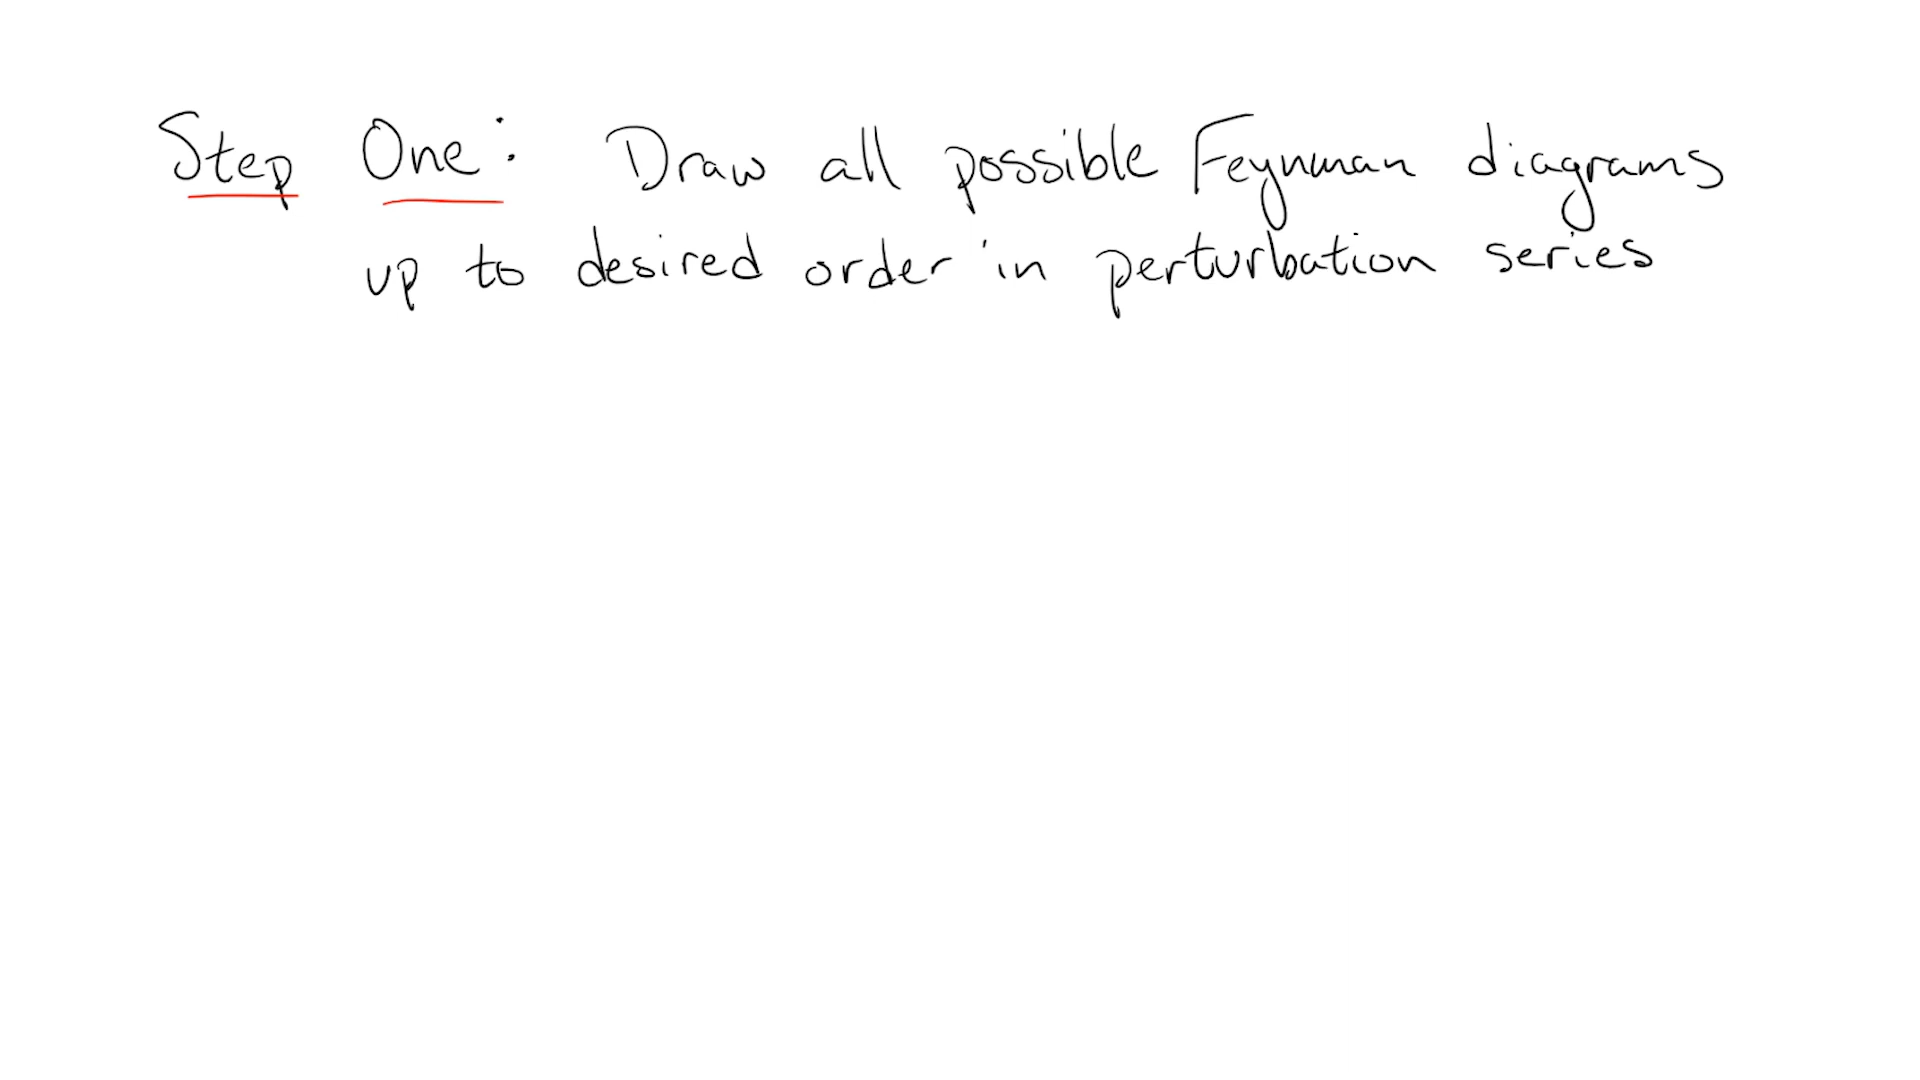 Step One: Draw all possible Feynman diagrams
up to desired order in perturbation series